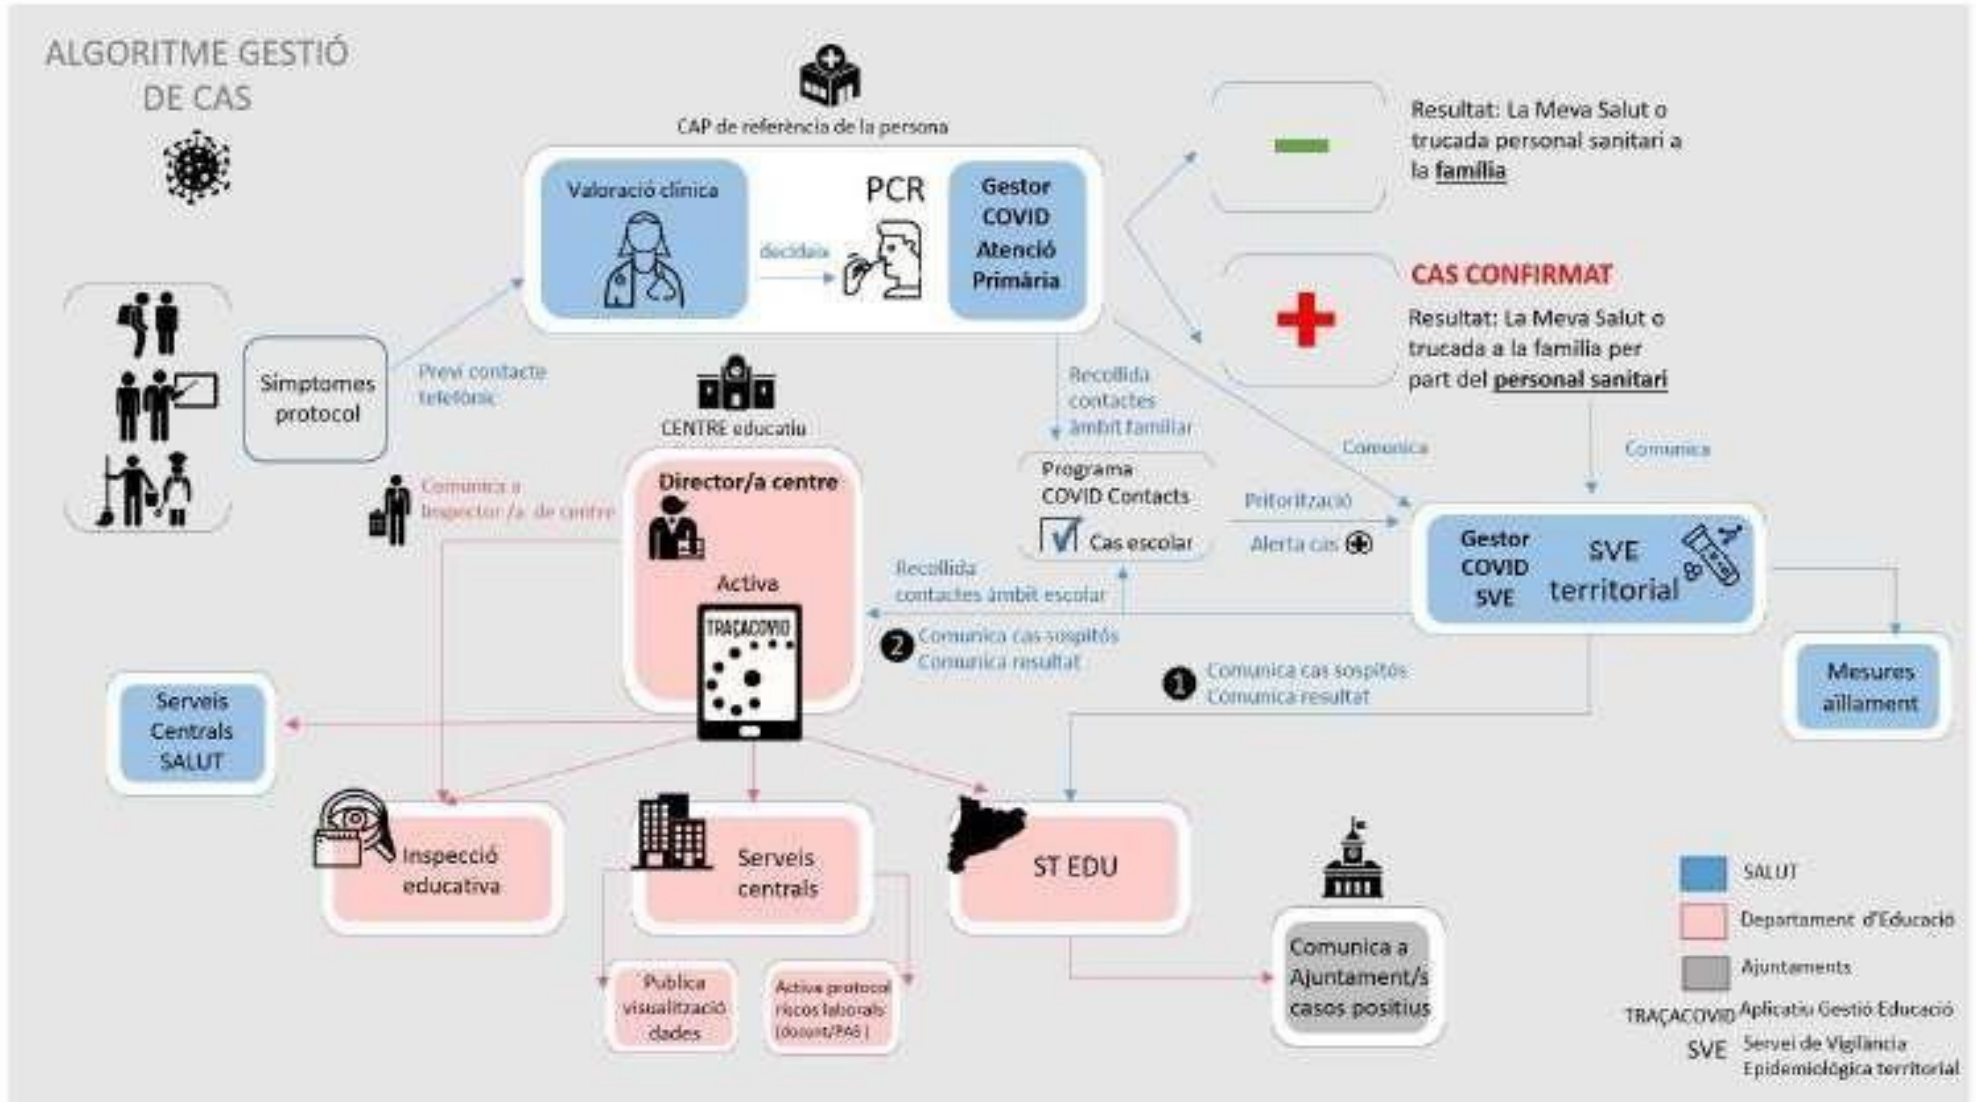 ALGORITME GESTIÓ
DE CAS
CAP de referència de la persona
Valoració clínica
decideix
PCR
Gestor
COVID
Atenció
Primària
Resultat: La Meva Salut o
trucada personal sanitari a
la família
CAS CONFIRMAT
Resultat: La Meva Salut o
trucada a la família per
part del personal sanitari
Símptomes
protocol
Previ contacte
telefònic
CENTRE educatiu
Director/a centre
Activa
TRAÇACOVID
Comunica a
Inspector /a de centre
Recollida
contactes
àmbit familiar
Programa
COVID Contacts
Cas escolar
Comunica
Comunica
Pritorització
Alerta cas
Gestor
COVID
SVE
SVE
territorial
Recollida
contactes àmbit escolar
2
Comunica cas sospitós
Comunica resultat
1
Comunica cas sospitós
Comunica resultat
Mesures
aïllament
Serveis
Centrals
SALUT
Inspecció
educativa
Serveis
centrals
ST EDU
Publica
visualització
dades
Activa protocol
riscos laborals
(docent/PAS )
Comunica a
Ajuntament/s
casos positius
SALUT
Departament d'Educació
Ajuntaments
TRAÇACOVID Aplicatiu Gestió Educació
SVE Servei de Vigilància
Epidemiològica territorial